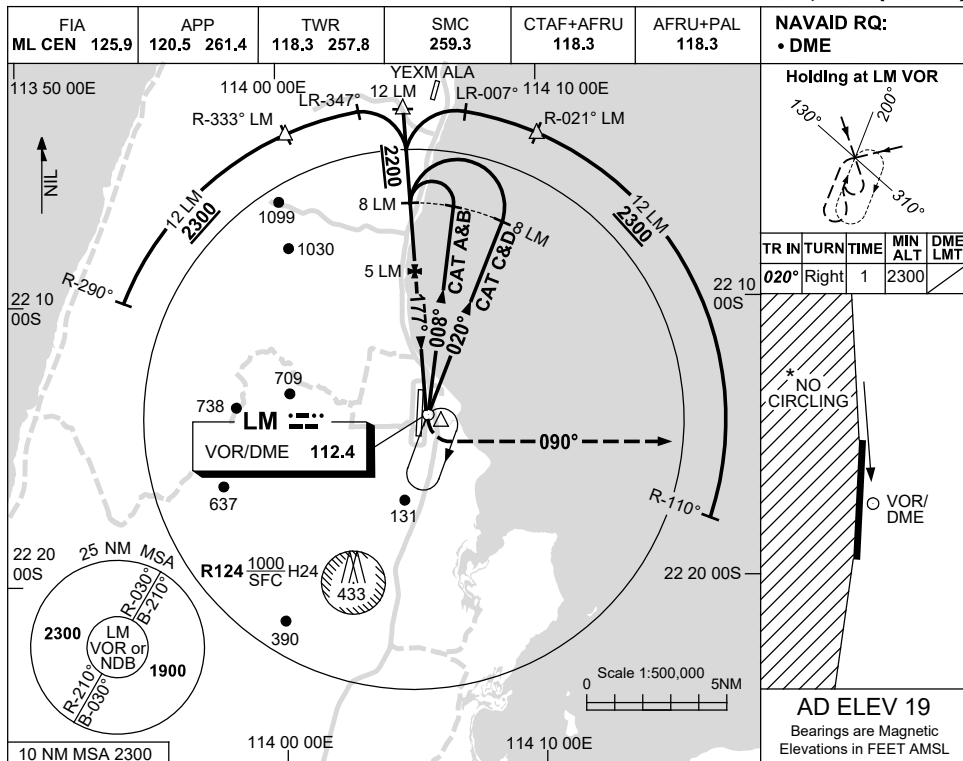 FIA
ML CEN 125.9
APP
120.5 261.4
TWR
118.3 257.8
SMC
259.3
CTAF+AFRU
118.3
AFRU+PAL
118.3
NAVAID RQ:
• DME
113 50 00E
114 00 00E
12 LM
YEXM ALA
114 10 00E
LR-347°
LR-007°
R-333° LM
R-021° LM
NIL
2200
12 LM
2300
12 LM
2300
8 LM
8 LM
1099
1030
CAT A&B
CAT C&D
5 LM
R-290°
177°
008°
020°
22 10
00S
22 10
00S
709
738
LM
VOR/DME 112.4
090°
637
131
R-110°
22 20
00S
25 NM MSA
R124 1000
SFC H24
433
22 20 00S
R-030°
B-210°
2300
LM
VOR or
NDB
1900
R-210°
B-030°
390
Scale 1:500,000
0
5NM
10 NM MSA 2300
114 00 00E
114 10 00E
Holding at LM VOR
130°
200°
310°
TR IN TURN TIME MIN ALT DME LMT
020° Right 1 2300
* NO
CIRCLING
VOR/
DME
AD ELEV 19
Bearings are Magnetic
Elevations in FEET AMSL